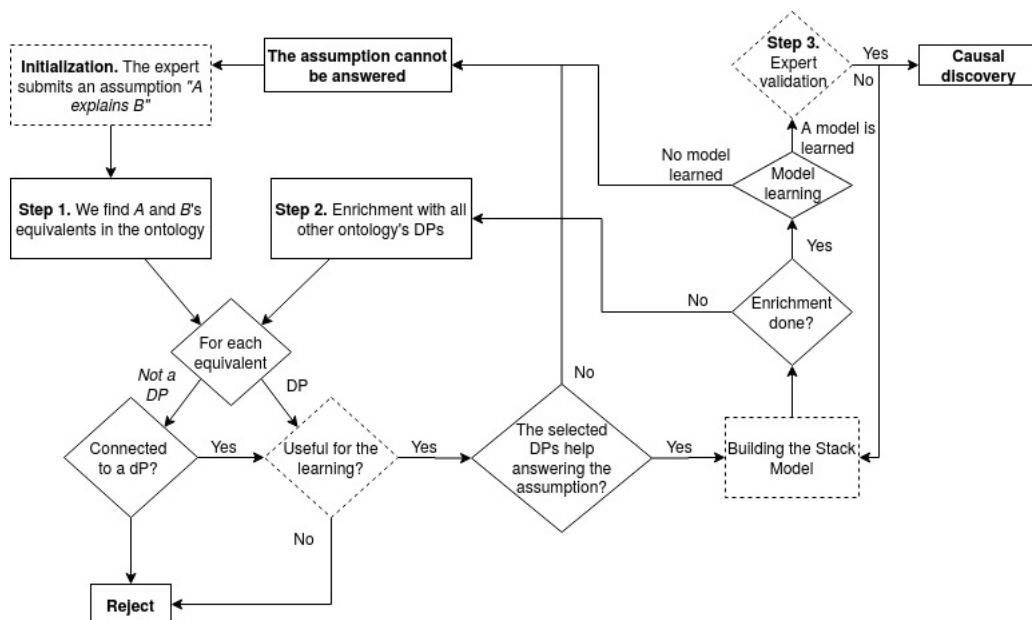 Initialization. The expert
submits an assumption "A
explains B"
The assumption cannot
be answered
Step 3.
Expert
validation
Yes
No
Causal
discovery
A model is
learned
No model
learned
Model
learning
Step 1. We find A and B's
equivalents in the ontology
Step 2. Enrichment with all
other ontology's DPs
Yes
No
Enrichment
done?
For each
equivalent
Not a
DP
DP
No
Connected
to a dP?
Yes
Useful for the
learning?
Yes
The selected
DPs help
answering the
assumption?
Yes
Building the Stack
Model
No
Reject